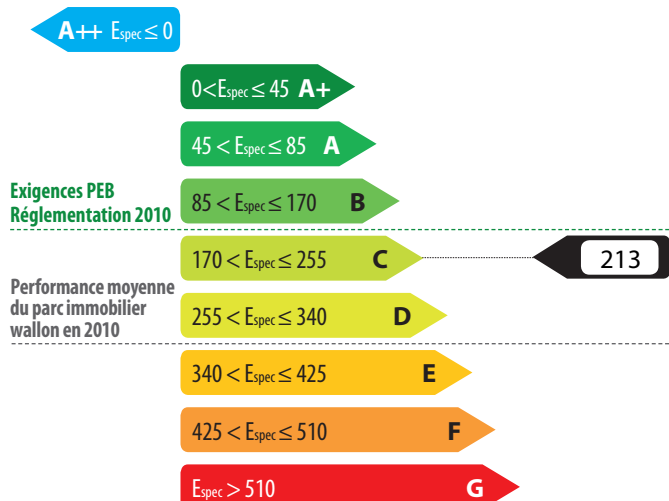 A++ Espec ≤ 0
0<Espec ≤ 45 A+
45 < Espec ≤ 85 A
Exigences PEB
Réglementation 2010
85 < Espec ≤ 170 B
170 < Espec ≤ 255 C
213
Performance moyenne
du parc immobilier
wallon en 2010
255 < Espec ≤ 340 D
340 < Espec ≤ 425 E
425 < Espec ≤ 510 F
Espec > 510 G